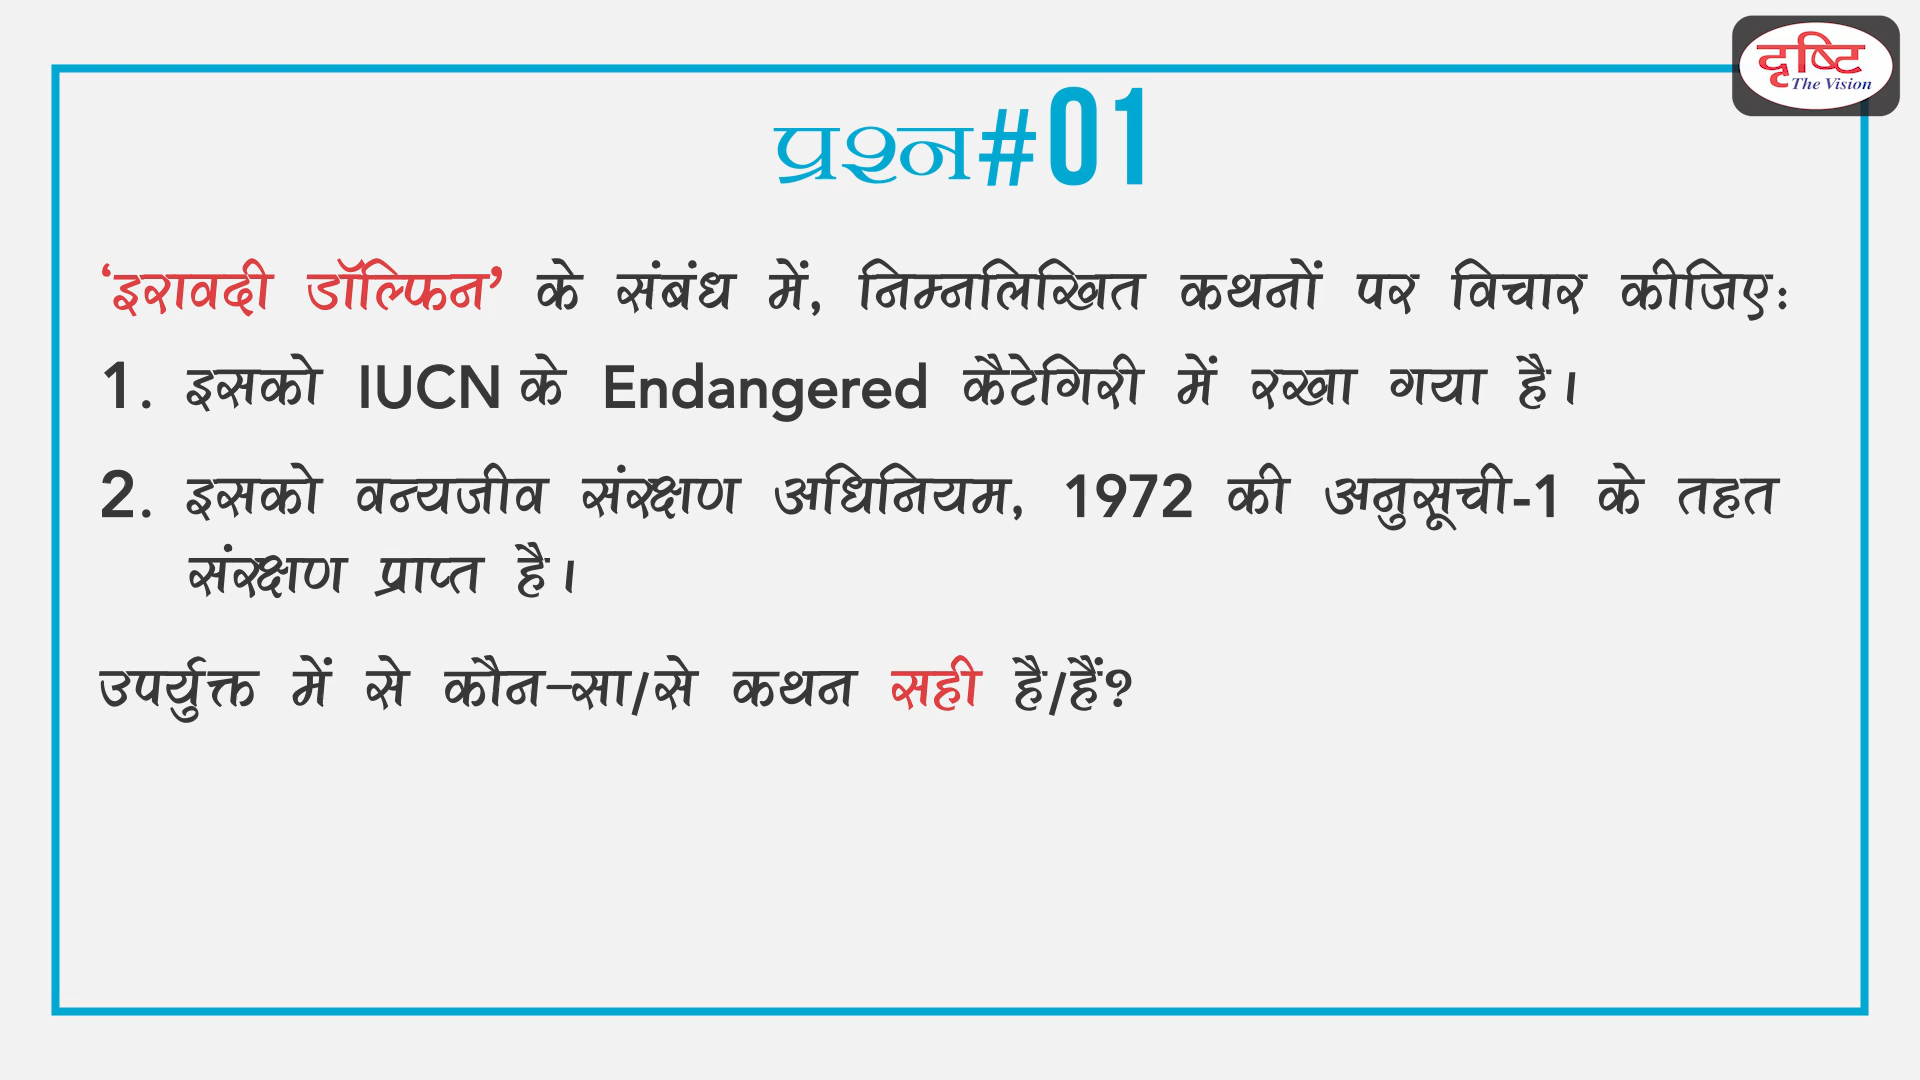 दृष्टि
The Vision
प्रश्न#01
‘इरावदी डॉल्फिन’ के संबंध में, निम्नलिखित कथनों पर विचार कीजिए:
1. इसको IUCN के Endangered कैटेगिरी में रखा गया है।
2. इसको वन्यजीव संरक्षण अधिनियम, 1972 की अनुसूची-1 के तहत
संरक्षण प्राप्त है।
उपर्युक्त में से कौन-सा/से कथन सही है/हैं?